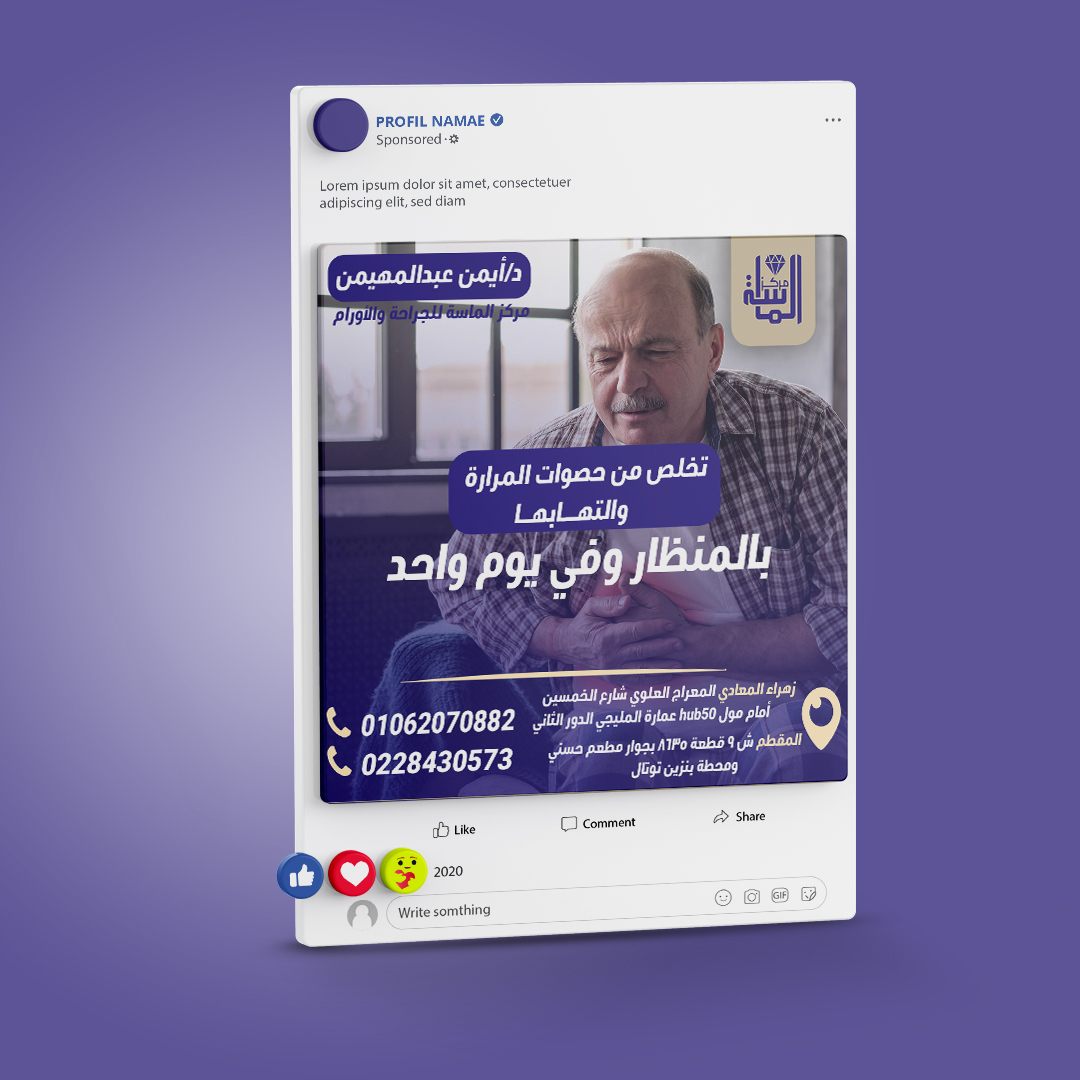 PROFIL NAMAE
Sponsored ·
Lorem ipsum dolor sit amet, consectetuer
adipiscing elit, sed diam
د/أيمن عبدالمهيمن
مركز الماسة للجراحة والأورام
مركز
الماسة
تخلص من حصوات المرارة
والتهـــابهــا
بالمنظار وفي يوم واحد
زهراء المعادي المعراج العلوي شارع الخمسين
أمام مول hub50 عمارة المليجي الدور الثاني
المقطم ش ٩ قطعة ٨٦٣٥ بجوار مطعم حسني
ومحطة بنزين توتال
01062070882
0228430573
Like
Comment
Share
2020
Write somthing
GIF